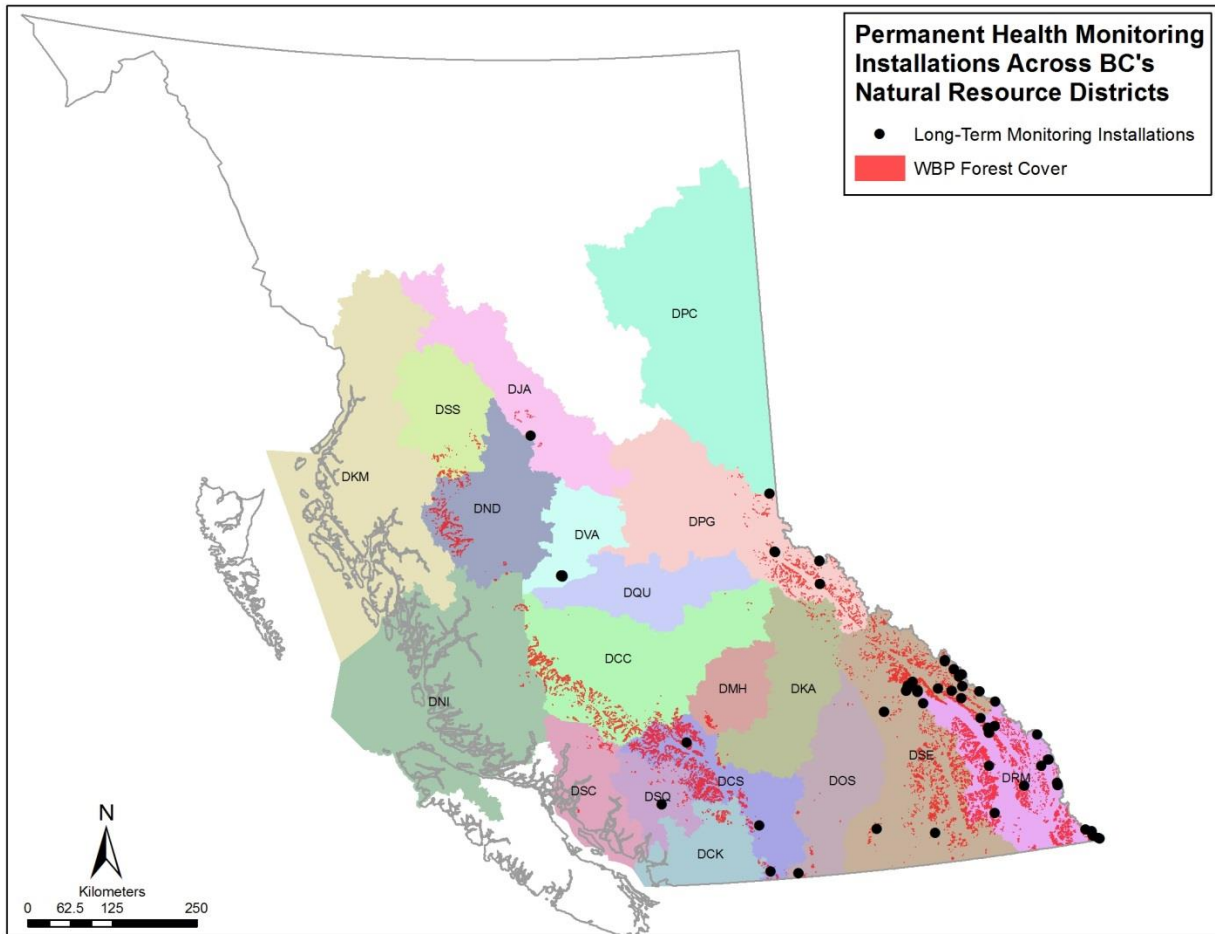 Permanent Health Monitoring
Installations Across BC's
Natural Resource Districts
Long-Term Monitoring Installations
WBP Forest Cover
DPC
DJA
DSS
DKM
DND
DVA
DPG
DQU
DCC
DMH
DKA
DNI
DSE
DRM
DCS
DOS
DSC
DSQ
DCK
N
Kilometers
0 62.5 125 250